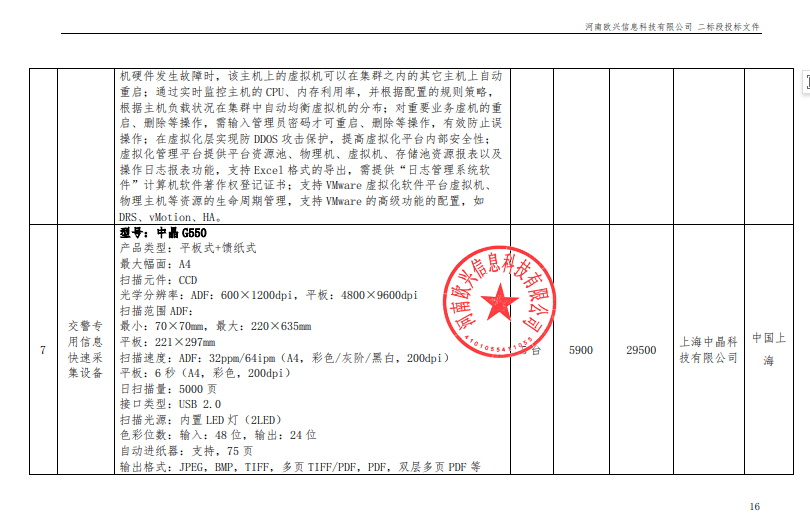 河南欧兴信息科技有限公司 二标段投标文件
机硬件发生故障时，该主机上的虚拟机可以在集群之内的其它主机上自动
重启；通过实时监控主机的 CPU、内存利用率，并根据配置的规则策略，
根据主机负载状况在集群中自动均衡虚拟机的分布；对重要业务虚机的重
启、删除等操作，需输入管理员密码才可重启、删除等操作，有效防止误
操作；在虚拟化层实现防 DDOS 攻击保护，提高虚拟化平台内部安全性；
虚拟化管理平台提供平台资源池、物理机、虚拟机、存储池资源报表以及
操作日志报表功能，支持 Excel 格式的导出，需提供“日志管理系统软
件”计算机软件著作权登记证书；支持 VMware 虚拟化软件平台虚拟机、
物理主机等资源的生命周期管理，支持 VMware 的高级功能的配置，如
DRS、vMotion、HA。
7
交警专
用信息
快速采
集设备
型号：中晶 G550
产品类型：平板式+馈纸式
最大幅面：A4
扫描元件：CCD
光学分辨率：ADF：600×1200dpi，平板：4800×9600dpi
扫描范围 ADF：
最小：70×70mm，最大：220×635mm
平板：221×297mm
扫描速度：ADF：32ppm/64ipm（A4，彩色/灰阶/黑白，200dpi）
平板：6 秒（A4，彩色，200dpi）
日扫描量：5000 页
接口类型：USB 2.0
扫描光源：内置 LED 灯（2LED）
色彩位数：输入：48 位，输出：24 位
自动进纸器：支持，75 页
输出格式：JPEG，BMP，TIFF，多页 TIFF/PDF，PDF，双层多页 PDF 等
台
5900
29500
上海中晶科
技有限公司
中国上
海
河南欧兴信息科技有限公司
16